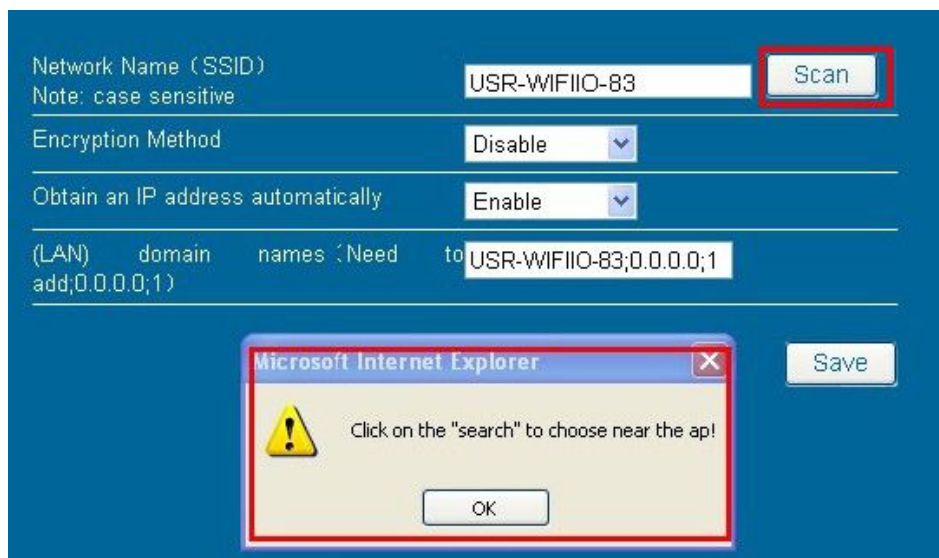 Network Name（SSID）
Note: case sensitive
USR-WIFIIO-83
Scan
Encryption Method
Disable
Obtain an IP address automatically
Enable
(LAN) domain names（Need to
add;0.0.0.0;1）
USR-WIFIIO-83;0.0.0.0;1
Microsoft Internet Explorer
Click on the "search" to choose near the ap!
OK
Save